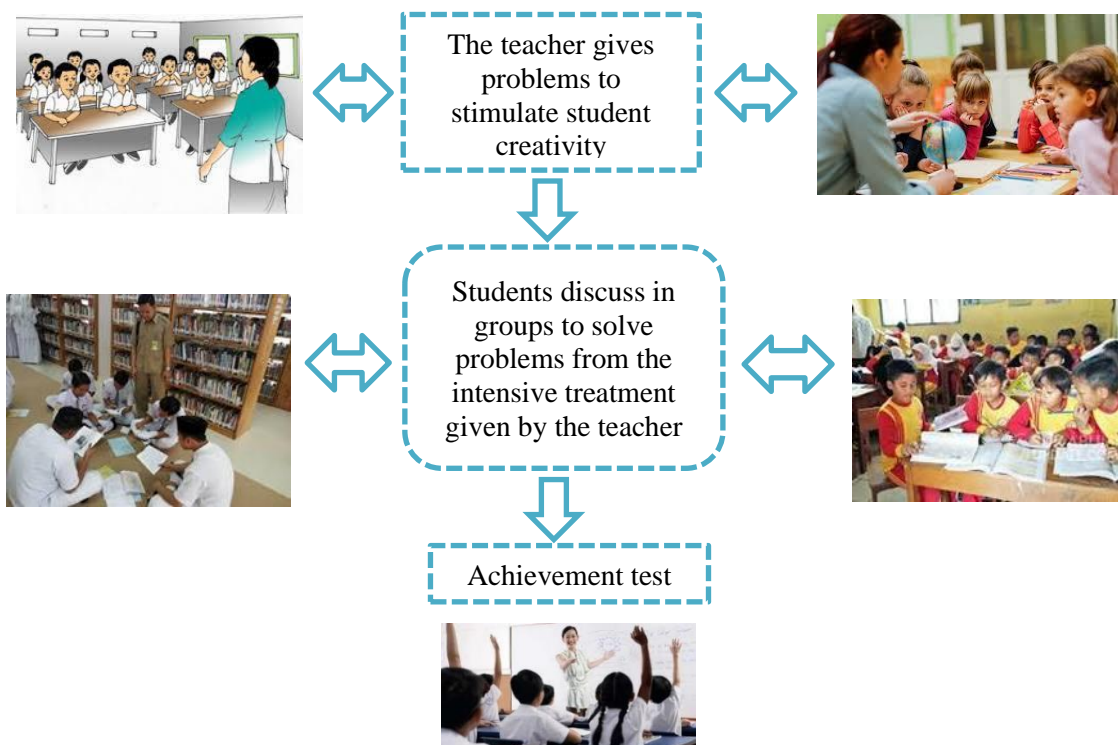 The teacher gives
problems to
stimulate student
creativity
Students discuss in
groups to solve
problems from the
intensive treatment
given by the teacher
Achievement test